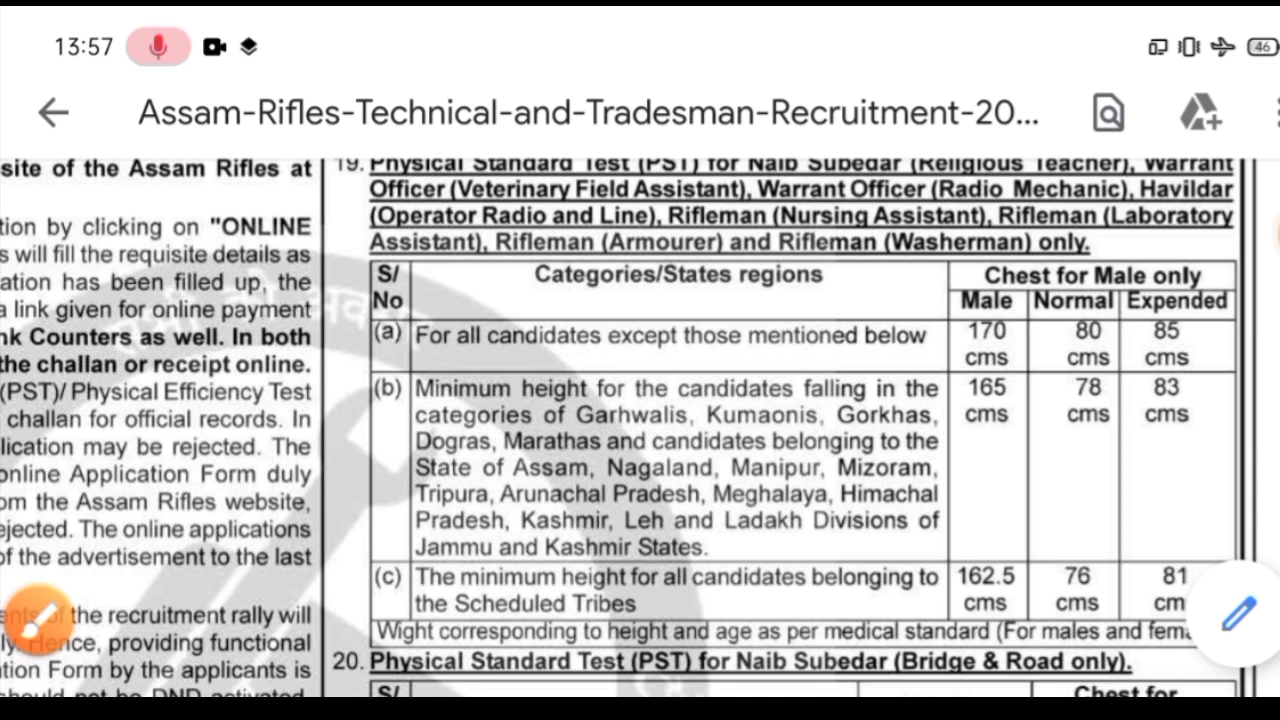 13:57
46
Assam-Rifles-Technical-and-Tradesman-Recruitment-20...
site of the Assam Rifles at
tion by clicking on "ONLINE
s will fill the requisite details as
ation has been filled up, the
a link given for online payment
nk Counters as well. In both
the challan or receipt online.
(PST)/ Physical Efficiency Test
challan for official records. In
lication may be rejected. The
online Application Form duly
om the Assam Rifles website,
ejected. The online applications
of the advertisement to the last
of the recruitment rally will
providing functional
tion Form by the applicants is
should not be DND activated.
19. Physical Standard Test (PST) for Naib Subedar (Religious Teacher), Warrant
Officer (Veterinary Field Assistant), Warrant Officer (Radio Mechanic), Havildar
(Operator Radio and Line), Rifleman (Nursing Assistant), Rifleman (Laboratory
Assistant), Rifleman (Armourer) and Rifleman (Washerman) only.
S/ No Categories/States regions Chest for Male only
Male Normal Expended
(a) For all candidates except those mentioned below 170 cms 80 cms 85 cms
(b) Minimum height for the candidates falling in the 165 cms 78 cms 83 cms
categories of Garhwalis, Kumaonis, Gorkhas,
Dogras, Marathas and candidates belonging to the
State of Assam, Nagaland, Manipur, Mizoram,
Tripura, Arunachal Pradesh, Meghalaya, Himachal
Pradesh, Kashmir, Leh and Ladakh Divisions of
Jammu and Kashmir States.
(c) The minimum height for all candidates belonging to 162.5 76 81
the Scheduled Tribes cms cms cm
Wight corresponding to height and age as per medical standard (For males and fem
20. Physical Standard Test (PST) for Naib Subedar (Bridge & Road only).
S/ Chest for